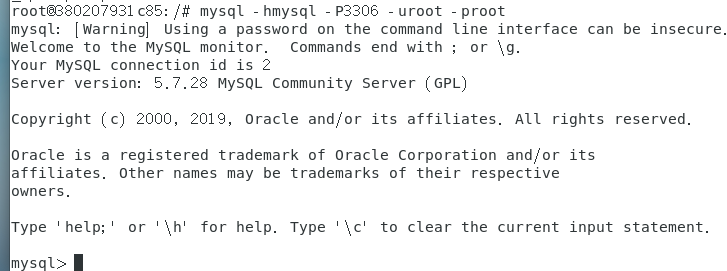 root@380207931c85:/# mysql -hmysql -P3306 -uroot -proot
mysql: [Warning] Using a password on the command line interface can be insecure.
Welcome to the MySQL monitor.  Commands end with ; or \g.
Your MySQL connection id is 2
Server version: 5.7.28 MySQL Community Server (GPL)

Copyright (c) 2000, 2019, Oracle and/or its affiliates. All rights reserved.

Oracle is a registered trademark of Oracle Corporation and/or its
affiliates. Other names may be trademarks of their respective
owners.

Type 'help;' or '\h' for help. Type '\c' to clear the current input statement.

mysql>